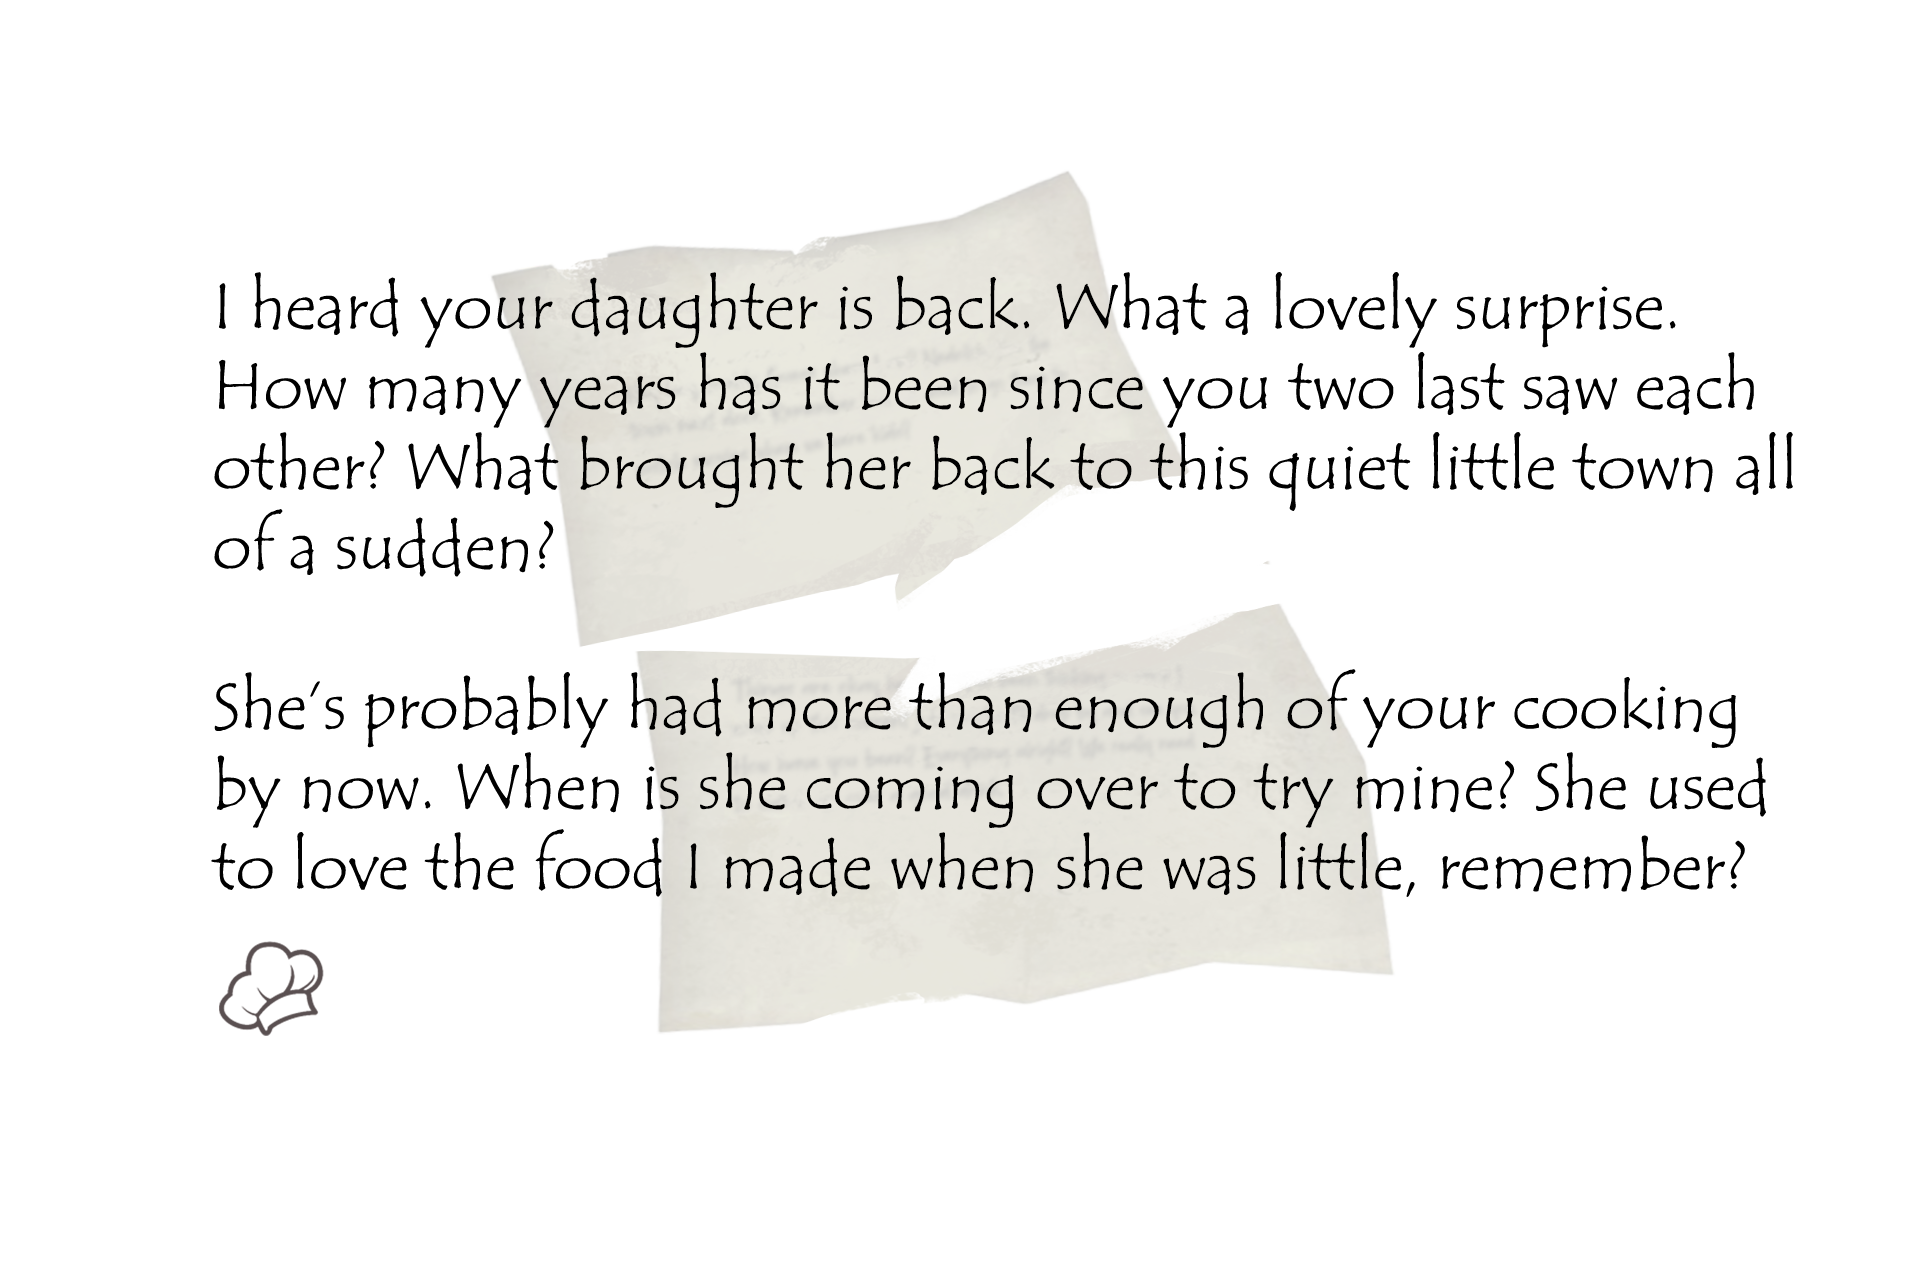 I heard your daughter is back. What a lovely surprise.
How many years has it been since you two last saw each
other? What brought her back to this quiet little town all
of a sudden?
She's probably had more than enough of your cooking
by now. When is she coming over to try mine? She used
to love the food I made when she was little, remember?